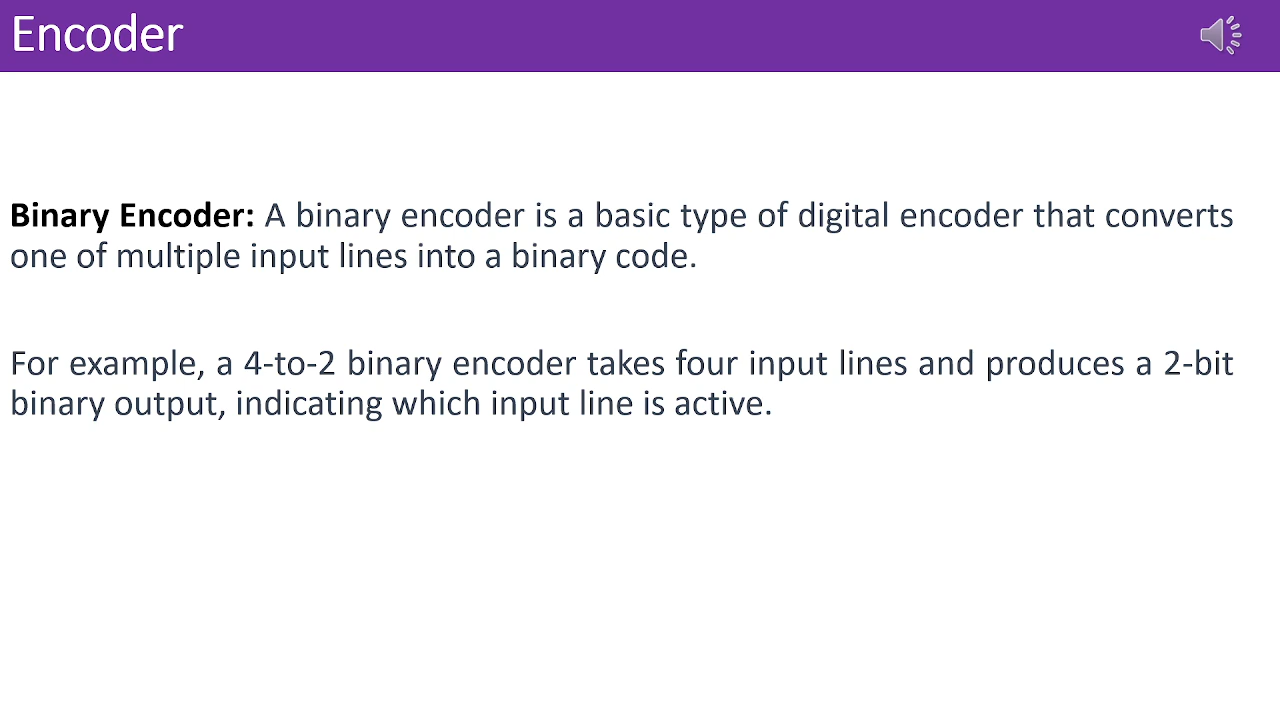 Encoder
Binary Encoder: A binary encoder is a basic type of digital encoder that converts
one of multiple input lines into a binary code.
For example, a 4-to-2 binary encoder takes four input lines and produces a 2-bit
binary output, indicating which input line is active.